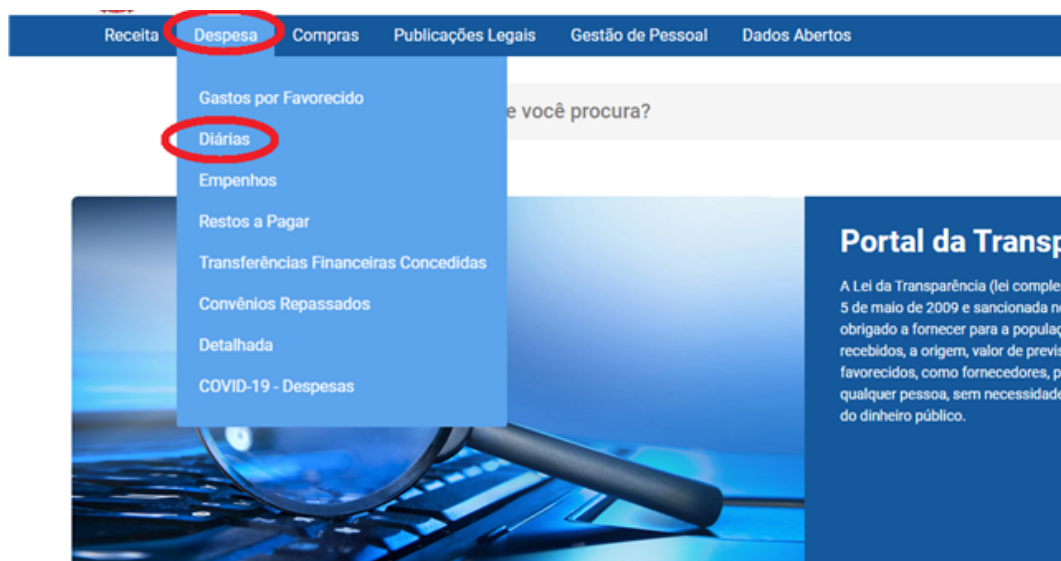 Receita Despesa Compras Publicações Legais Gestão de Pessoal Dados Abertos
Gastos por Favorecido
e você procura?
Diárias
Empenhos
Restos a Pagar
Transferências Financeiras Concedidas
Convênios Repassados
Detalhada
COVID-19 - Despesas
Portal da Transp
A Lei da Transparência (lei comple
5 de maio de 2009 e sancionada n
obrigado a fornecer para a populaç
recebidos, a origem, valor de previs
favorecidos, como fornecedores, p
qualquer pessoa, sem necessidade
do dinheiro público.